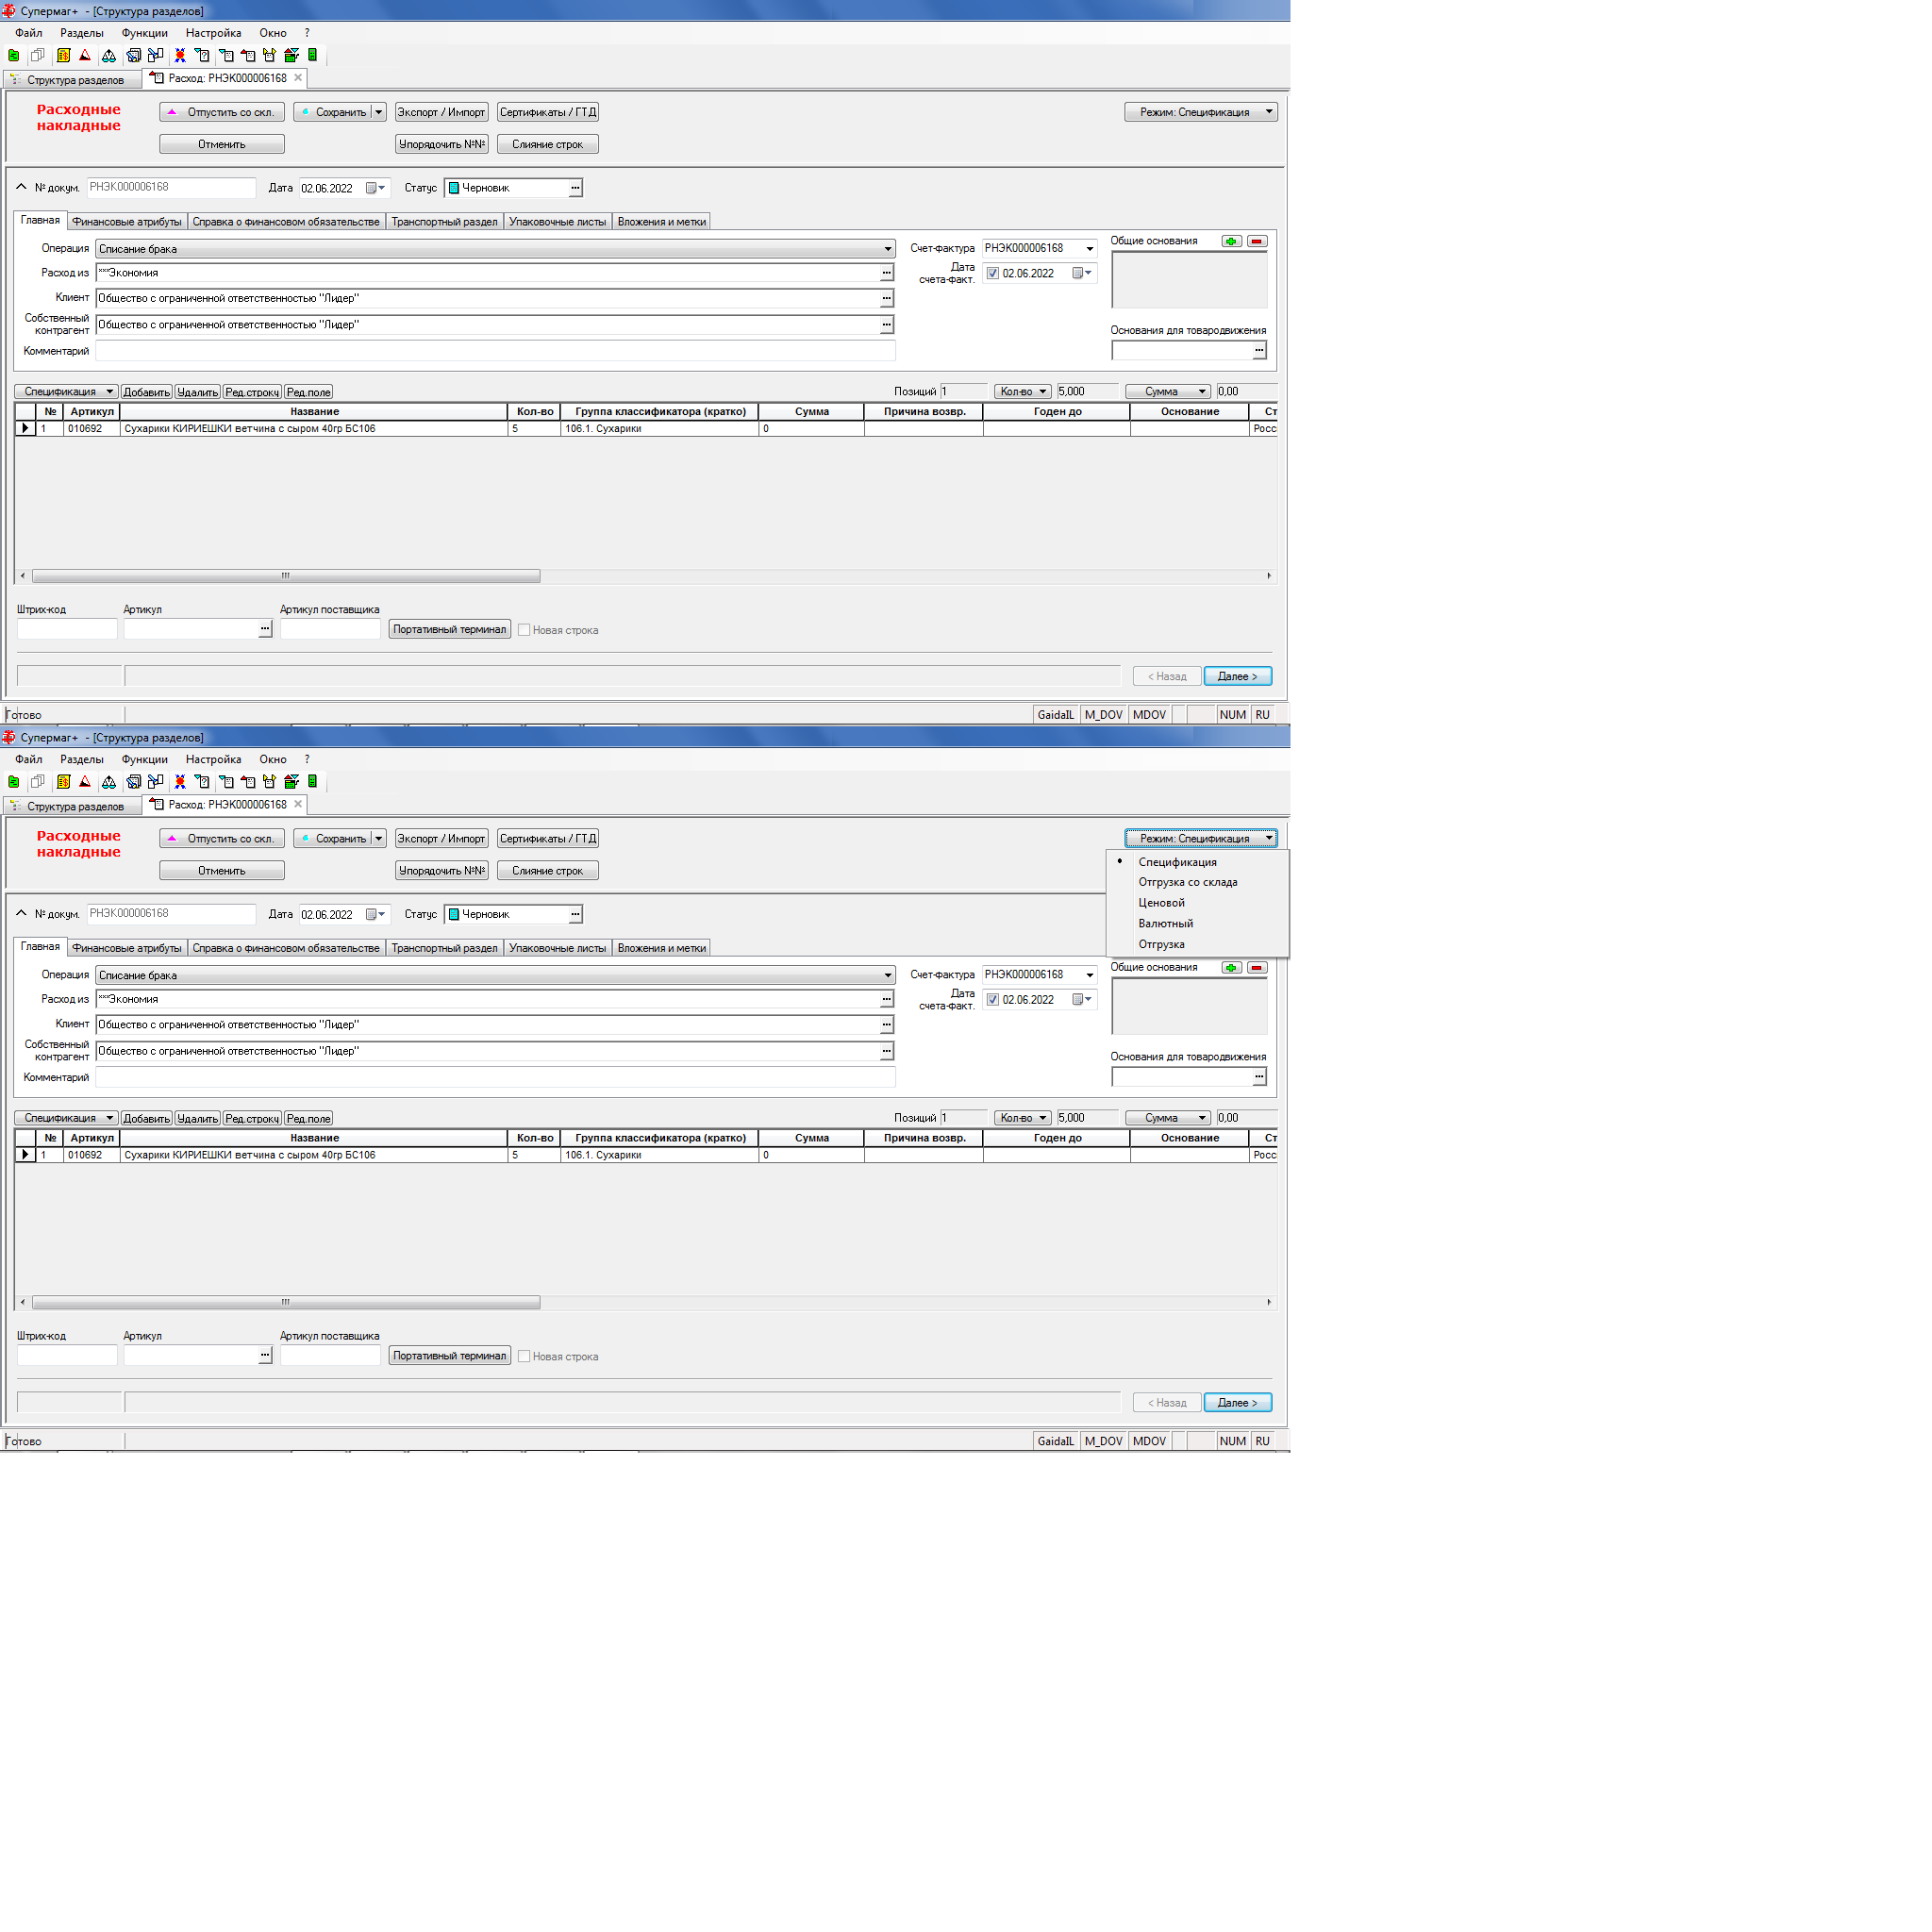 Супермаг+ - [Структура разделов]
Файл Разделы Функции Настройка Окно ?
Структура разделов Расход: РНЭК000006168
Расходные накладные
Отпустить со скл. Сохранить Экспорт / Импорт Сертификаты / ГТД Режим: Спецификация
Отменить Упорядочить №№ Слияние строк
№ докум. РНЭК000006168 Дата 02.06.2022 Статус Черновик
Главная Финансовые атрибуты Справка о финансовом обязательстве Транспортный раздел Упаковочные листы Вложения и метки
Операция Списание брака Счет-фактура РНЭК000006168 Общие основания
Расход из ***Экономия Дата счета-факт. 02.06.2022
Клиент Общество с ограниченной ответственностью "Лидер"
Собственный контрагент Общество с ограниченной ответственностью "Лидер" Основания для товародвижения
Комментарий
Спецификация Добавить Удалить Ред.строку Ред.поле Позиций 1 Кол-во 5,000 Сумма 0,00
№ Артикул Название Кол-во Группа классификатора (кратко) Сумма Причина возвр. Годен до Основание Ст
1 010692 Сухарики КИРИЕШКИ ветчина с сыром 40гр БС106 5 106.1. Сухарики 0 Росс
Штрих-код Артикул Артикул поставщика
Портативный терминал Новая строка
< Назад Далее >
Готово GaidaIL M_DOV MDOV NUM RU
Супермаг+ - [Структура разделов]
Файл Разделы Функции Настройка Окно ?
Структура разделов Расход: РНЭК000006168
Расходные накладные
Отпустить со скл. Сохранить Экспорт / Импорт Сертификаты / ГТД Режим: Спецификация
Отменить Упорядочить №№ Слияние строк
Спецификация
Отгрузка со склада
Ценовой
Валютный
Отгрузка
№ докум. РНЭК000006168 Дата 02.06.2022 Статус Черновик
Главная Финансовые атрибуты Справка о финансовом обязательстве Транспортный раздел Упаковочные листы Вложения и метки
Операция Списание брака Счет-фактура РНЭК000006168 Общие основания
Расход из ***Экономия Дата счета-факт. 02.06.2022
Клиент Общество с ограниченной ответственностью "Лидер"
Собственный контрагент Общество с ограниченной ответственностью "Лидер" Основания для товародвижения
Комментарий
Спецификация Добавить Удалить Ред.строку Ред.поле Позиций 1 Кол-во 5,000 Сумма 0,00
№ Артикул Название Кол-во Группа классификатора (кратко) Сумма Причина возвр. Годен до Основание Ст
1 010692 Сухарики КИРИЕШКИ ветчина с сыром 40гр БС106 5 106.1. Сухарики 0 Росс
Штрих-код Артикул Артикул поставщика
Портативный терминал Новая строка
< Назад Далее >
Готово GaidaIL M_DOV MDOV NUM RU